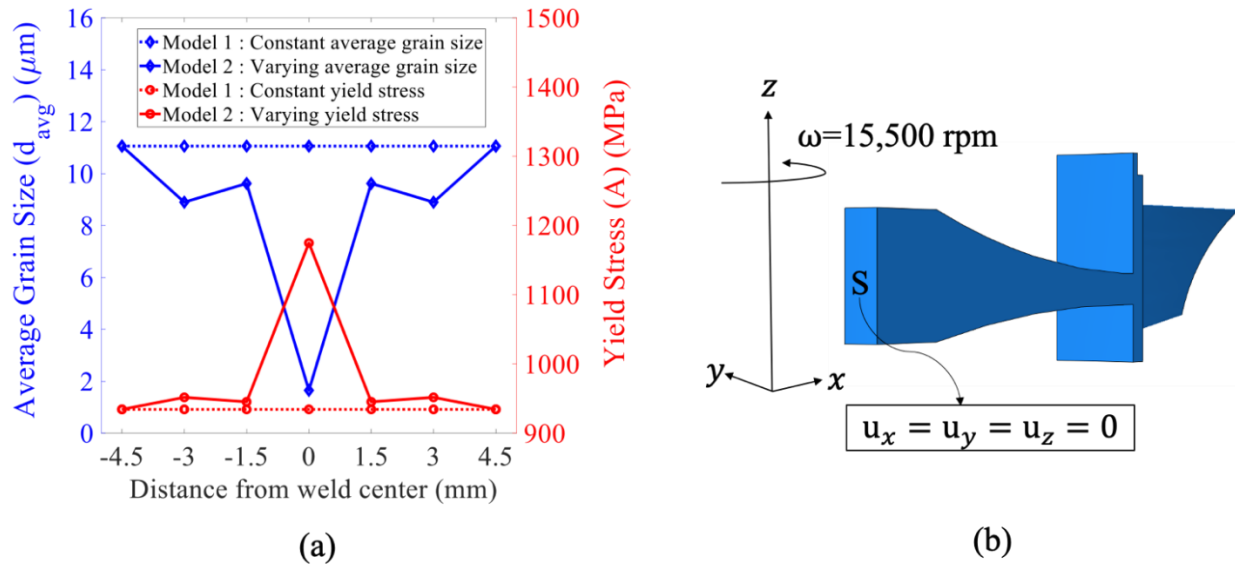 16
14
12
10
8
6
4
2
0
Average Grain Size (d_avg) (μm)
Model 1 : Constant average grain size
Model 2 : Varying average grain size
Model 1 : Constant yield stress
Model 2 : Varying yield stress
1500
1400
1300
1200
1100
1000
900
Yield Stress (A) (MPa)
-4.5 -3 -1.5 0 1.5 3 4.5
Distance from weld center (mm)
(a)
z
ω=15,500 rpm
S
y
x
u_x = u_y = u_z = 0
(b)